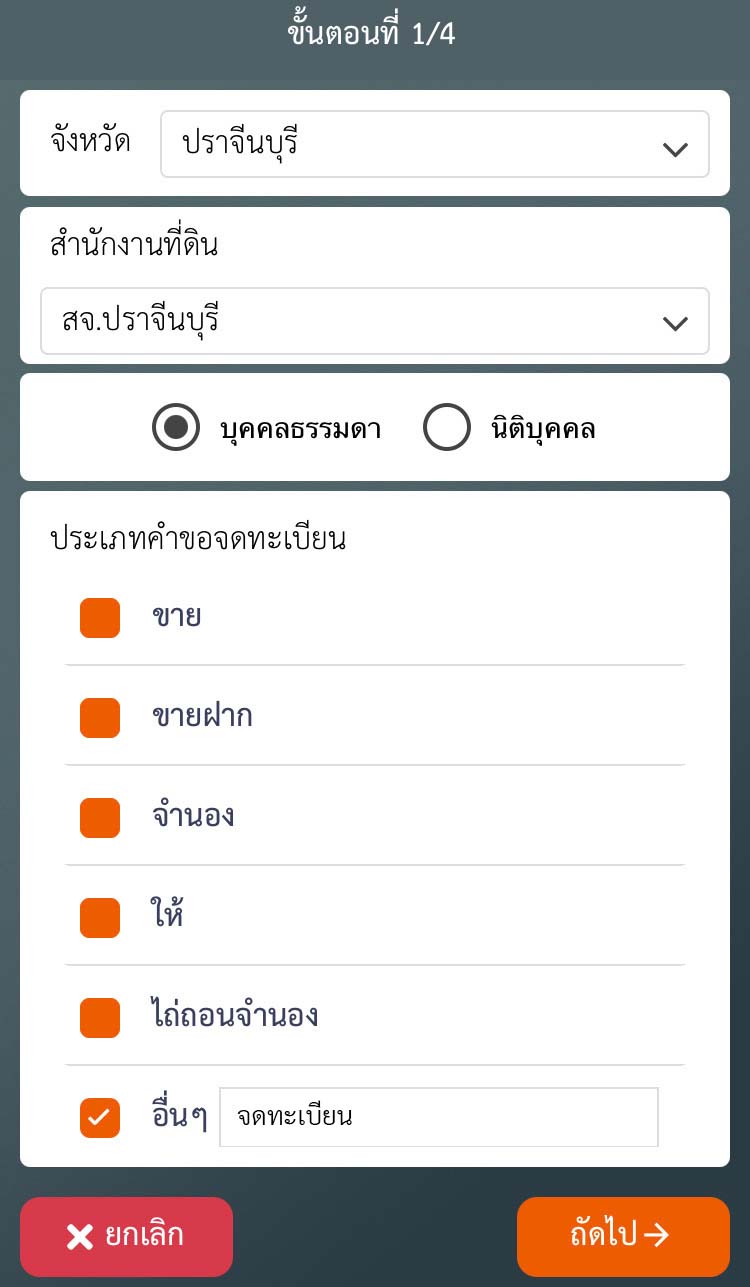 ขั้นตอนที่ 1/4
จังหวัด ปราจีนบุรี
สำนักงานที่ดิน
สจ.ปราจีนบุรี
บุคคลธรรมดา นิติบุคคล
ประเภทคำขอจดทะเบียน
ขาย
ขายฝาก
จำนอง
ให้
ไถ่ถอนจำนอง
อื่นๆ จดทะเบียน
ยกเลิก ถัดไป